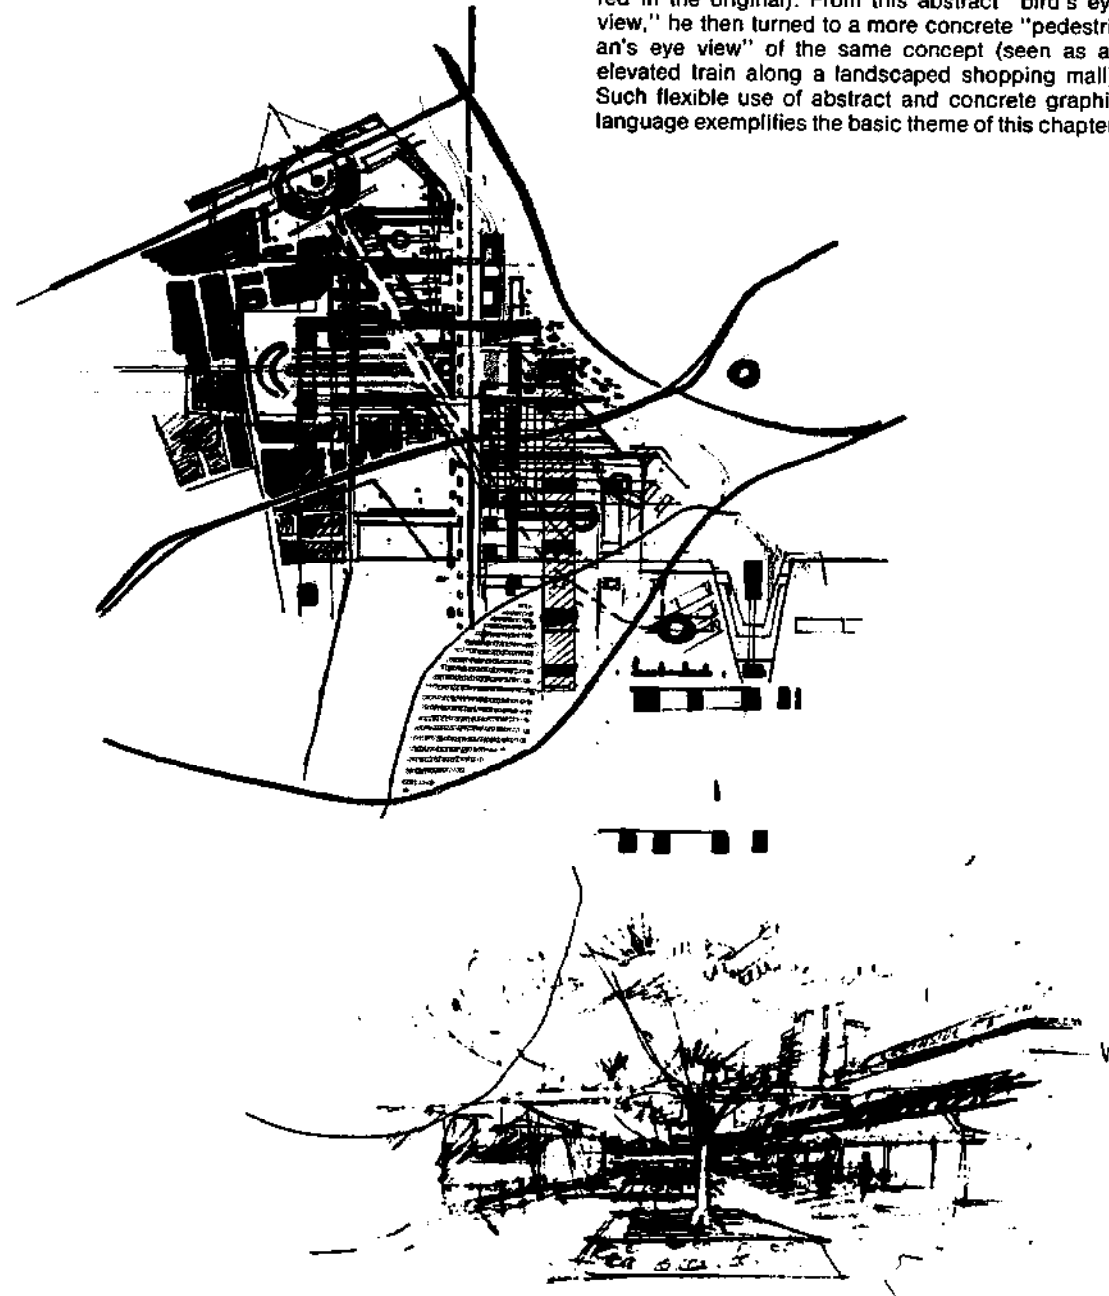 red in the original). From this abstract "bird's ey
view," he then turned to a more concrete "pedestri
an's eye view" of the same concept (seen as a
elevated train along a landscaped shopping mall
Such flexible use of abstract and concrete graphi
language exemplifies the basic theme of this chapter